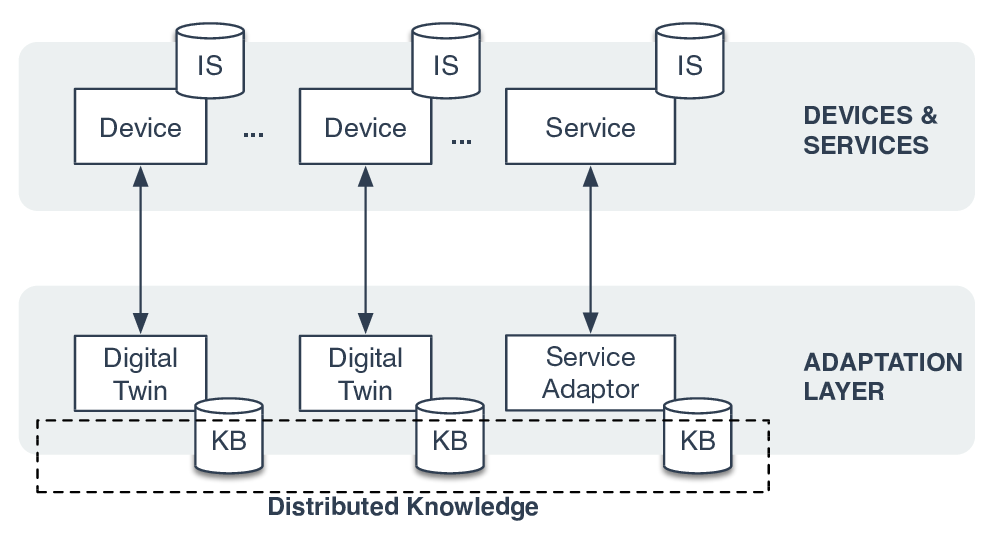 IS
IS
IS
Device
...
Device
...
Service
DEVICES &
SERVICES
Digital
Twin
Digital
Twin
Service
Adaptor
ADAPTATION
LAYER
KB
KB
KB
Distributed Knowledge